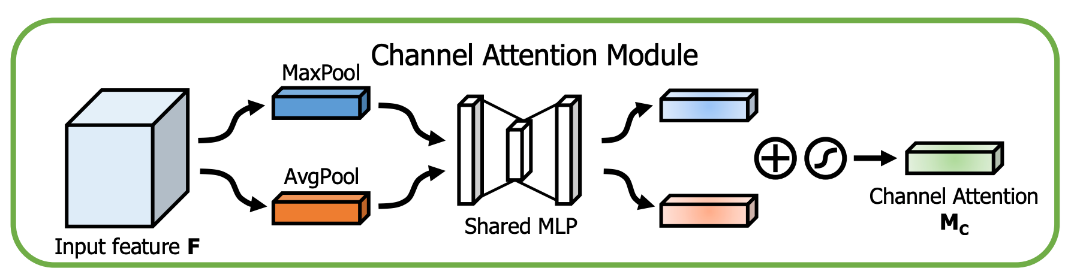 Channel Attention Module
MaxPool
AvgPool
Input feature F
Shared MLP
Channel Attention
Mc